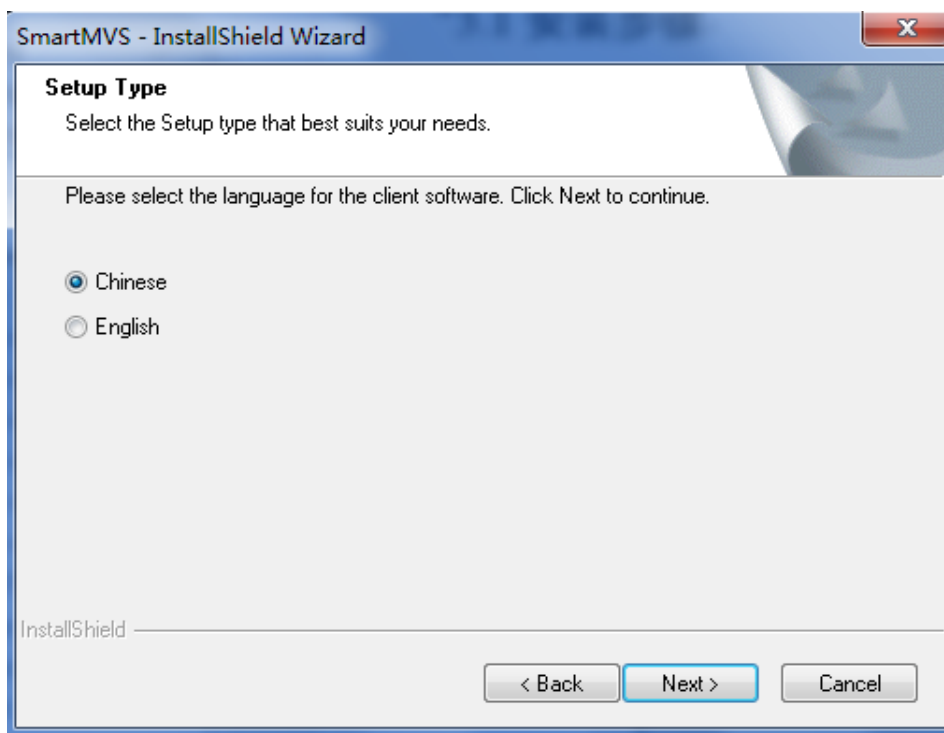 SmartMVS - InstallShield Wizard
Setup Type
Select the Setup type that best suits your needs.
Please select the language for the client software. Click Next to continue.
Chinese
English
InstallShield
< Back
Next >
Cancel